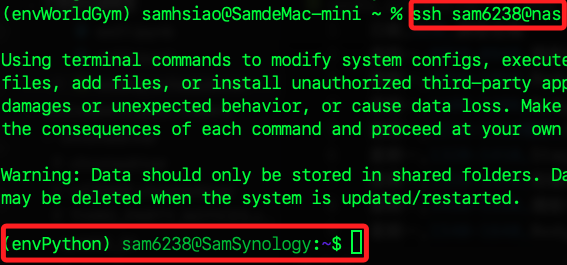 (envWorldGym) samhsiao@SamdeMac-mini ~ % ssh sam6238@nas
Using terminal commands to modify system configs, execute
files, add files, or install unauthorized third-party app
damages or unexpected behavior, or cause data loss. Make
the consequences of each command and proceed at your own
Warning: Data should only be stored in shared folders. Da
may be deleted when the system is updated/restarted.
(envPython) sam6238@SamSynology:~$